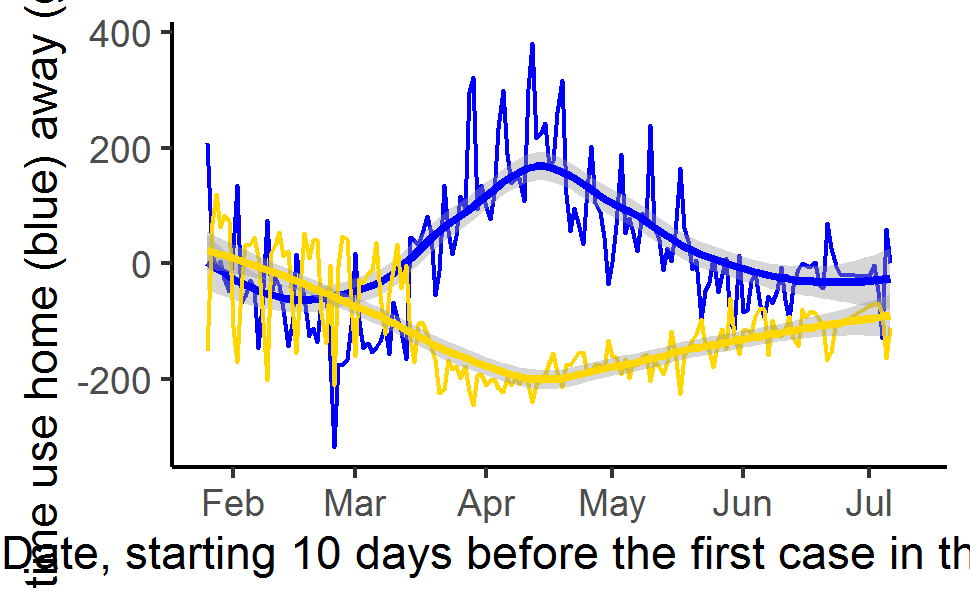 time use home (blue) away (
400
200
0
-200
Feb Mar Apr May Jun Jul
Date, starting 10 days before the first case in th